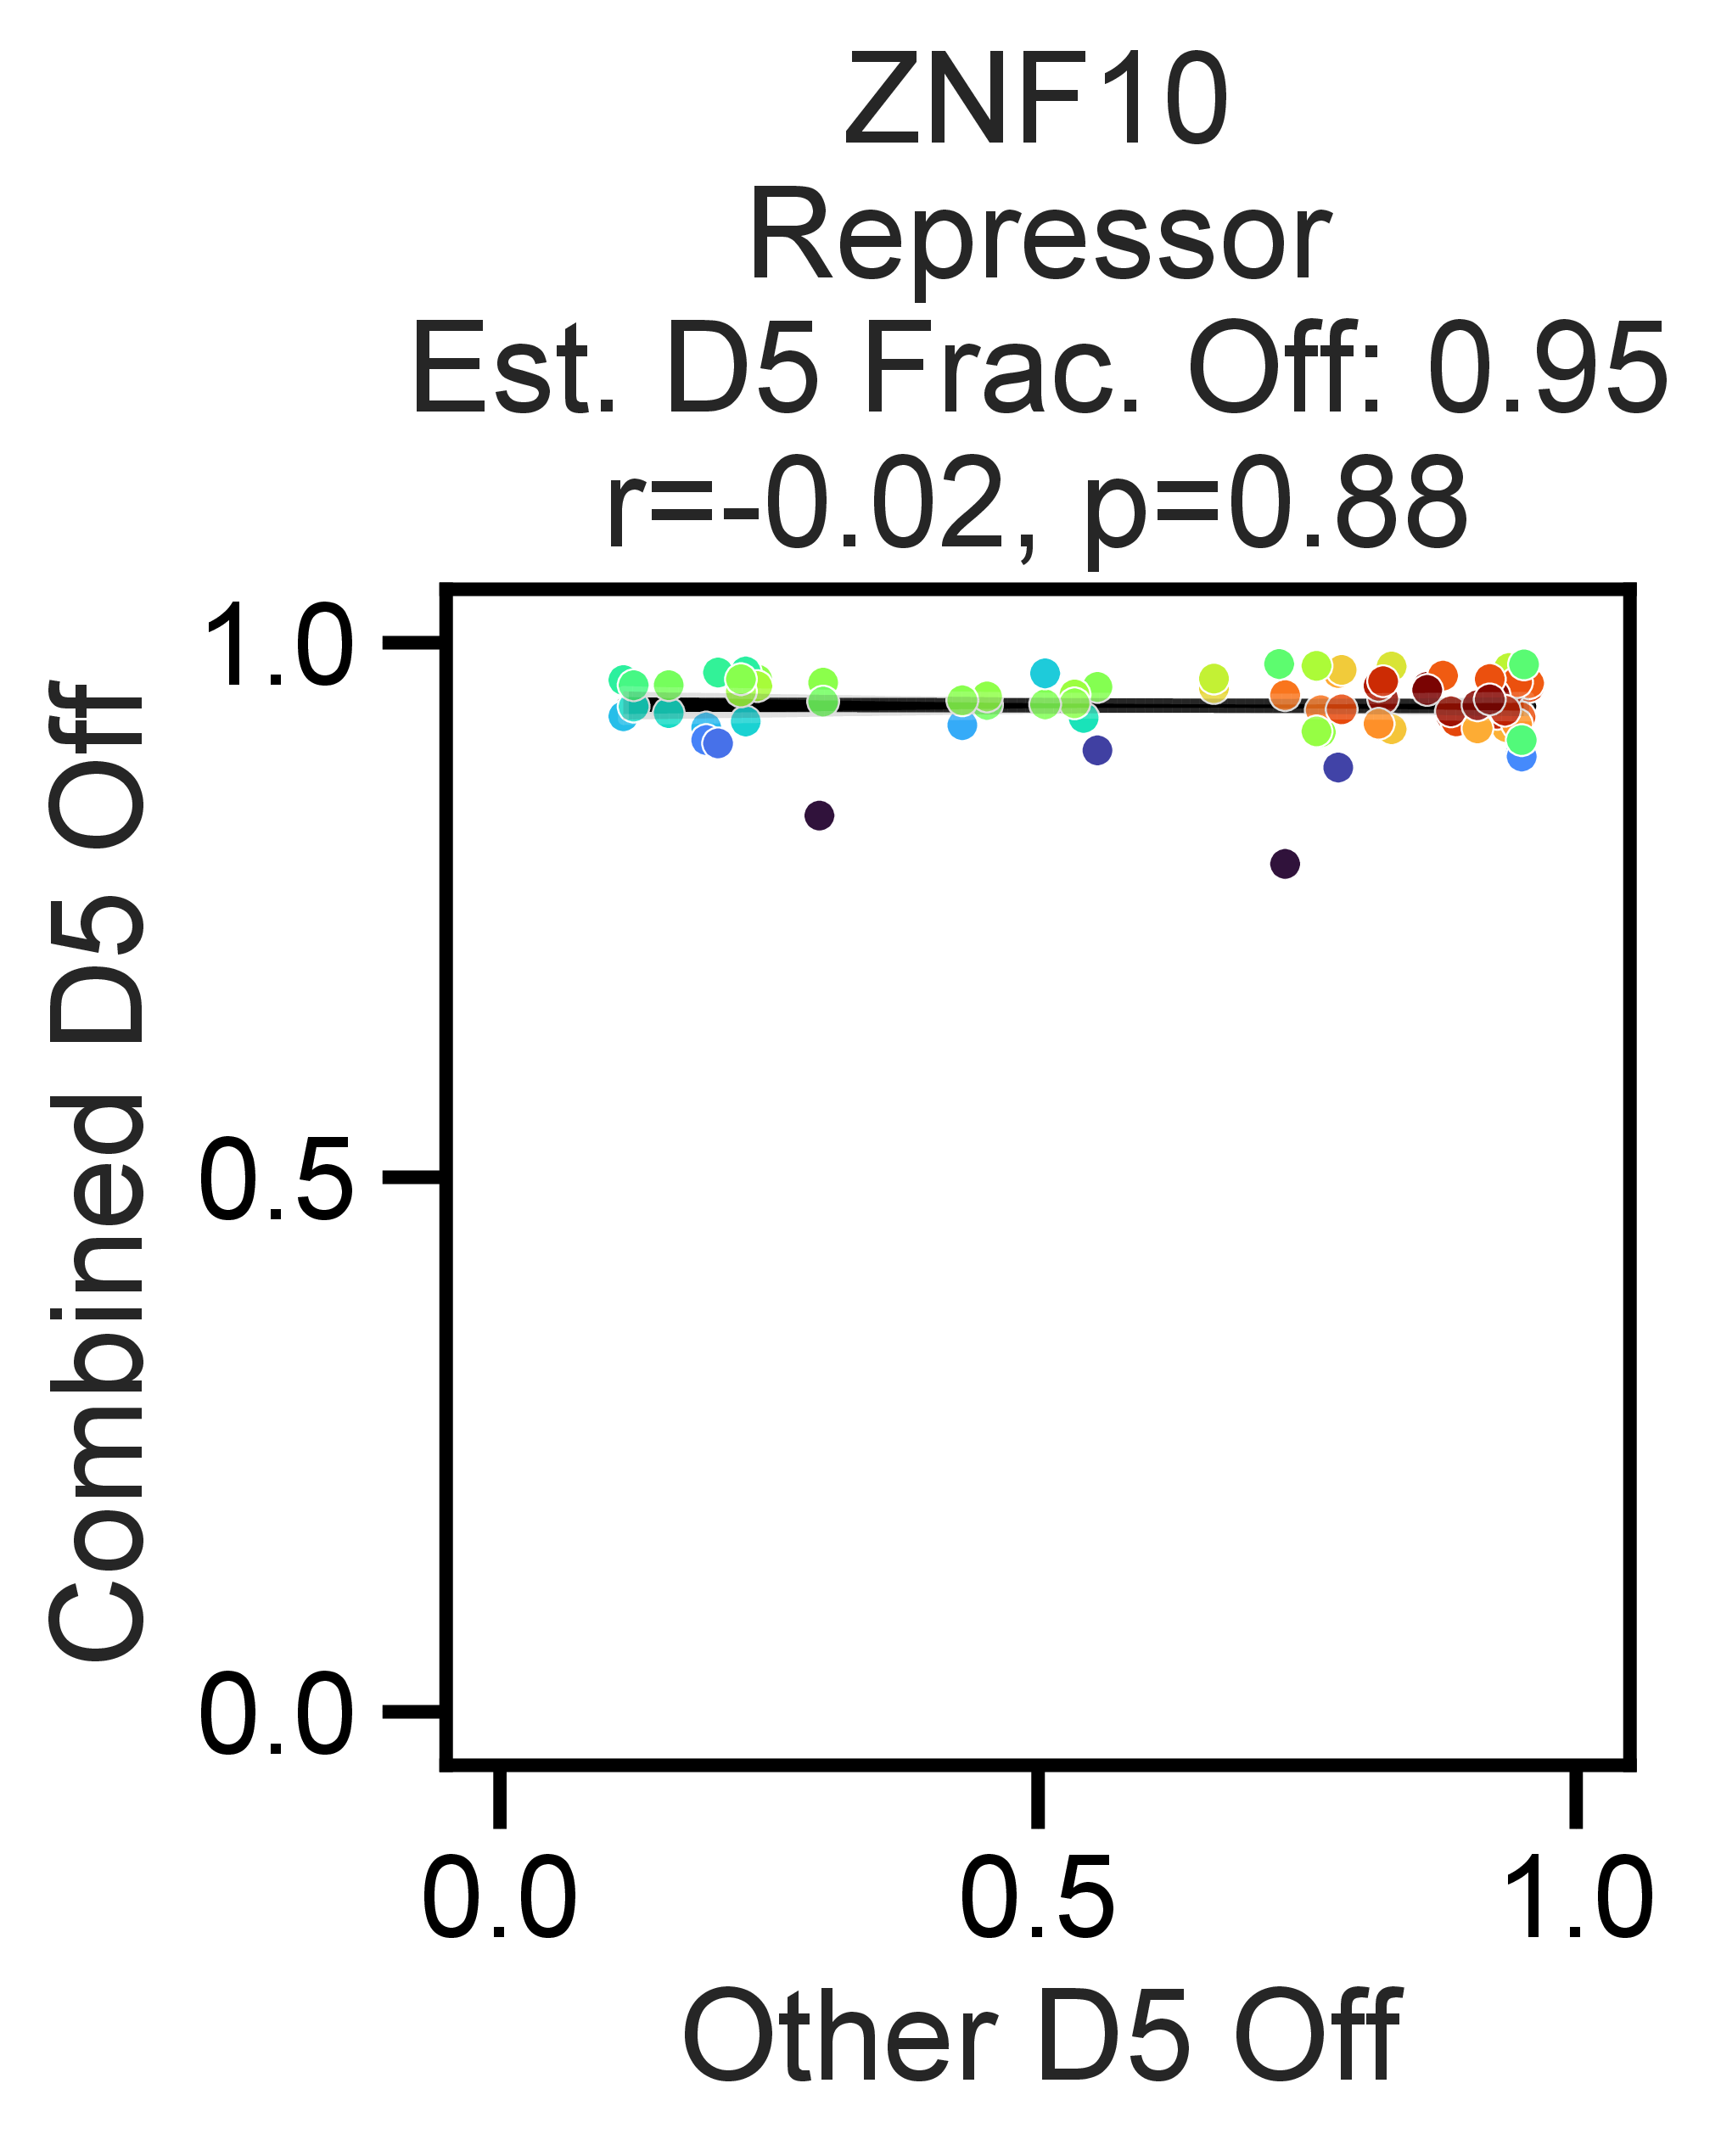 ZNF10
Repressor
Est. D5 Frac. Off: 0.95
r=-0.02, p=0.88
Combined D5 Off
1.0
0.5
0.0
0.0 0.5 1.0
Other D5 Off